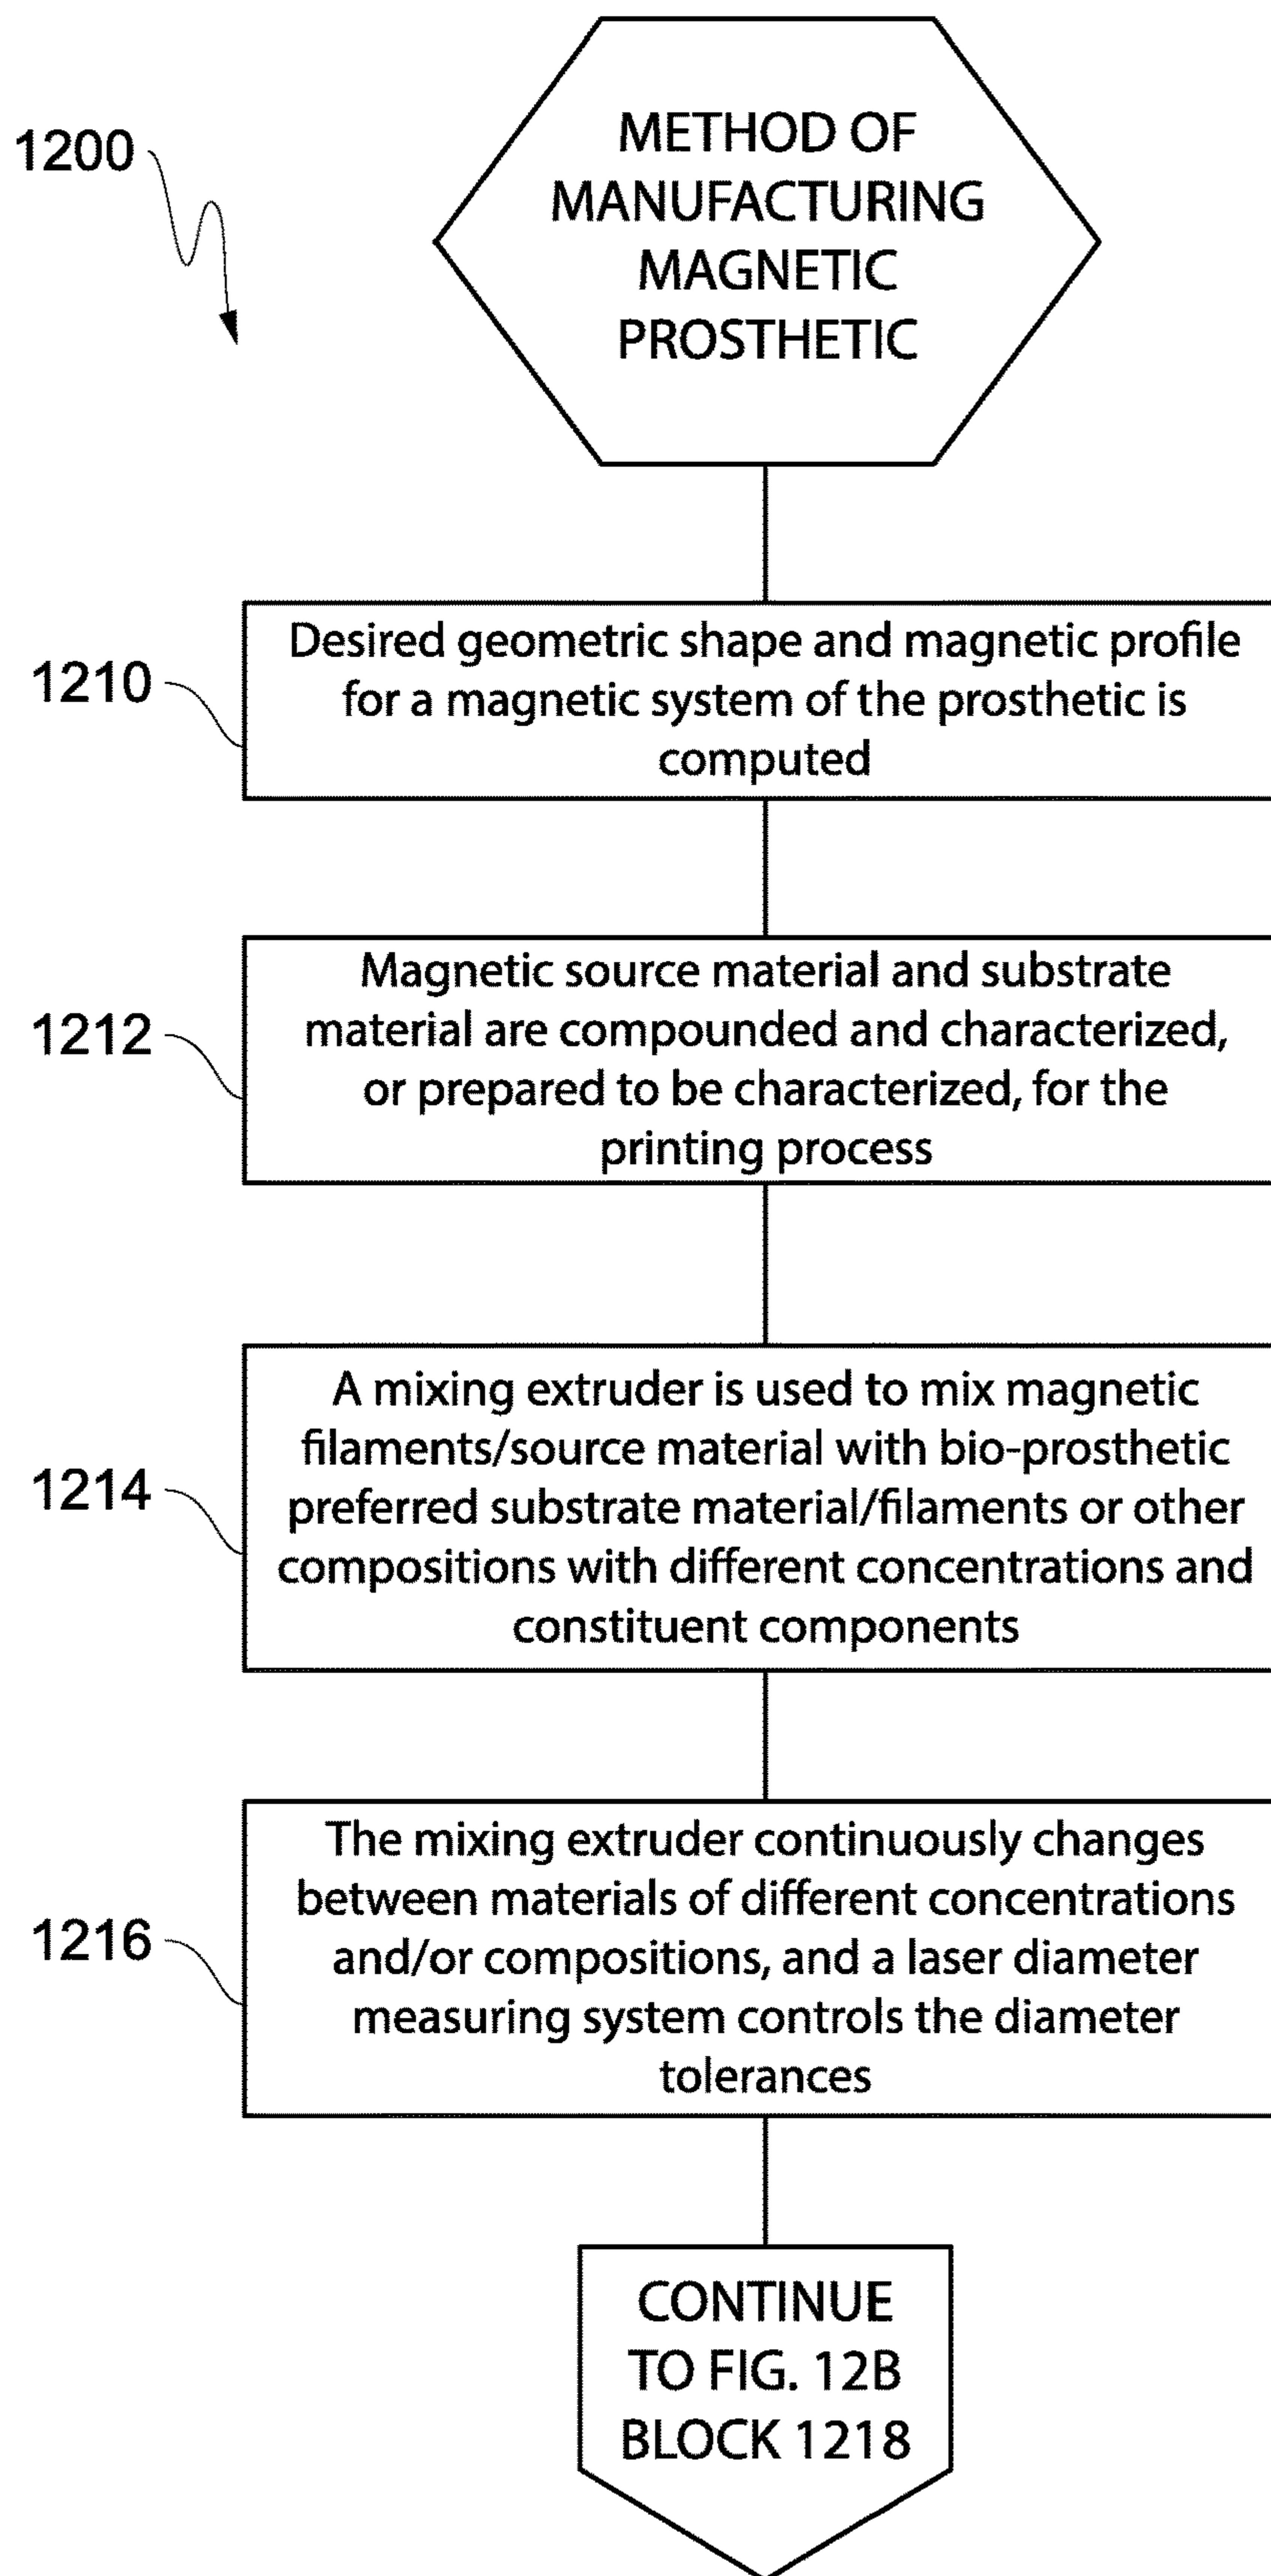 1200
METHOD OF
MANUFACTURING
MAGNETIC
PROSTHETIC
1210
Desired geometric shape and magnetic profile
for a magnetic system of the prosthetic is
computed
1212
Magnetic source material and substrate
material are compounded and characterized,
or prepared to be characterized, for the
printing process
1214
A mixing extruder is used to mix magnetic
filaments/source material with bio-prosthetic
preferred substrate material/filaments or other
compositions with different concentrations and
constituent components
1216
The mixing extruder continuously changes
between materials of different concentrations
and/or compositions, and a laser diameter
measuring system controls the diameter
tolerances
CONTINUE
TO FIG. 12B
BLOCK 1218